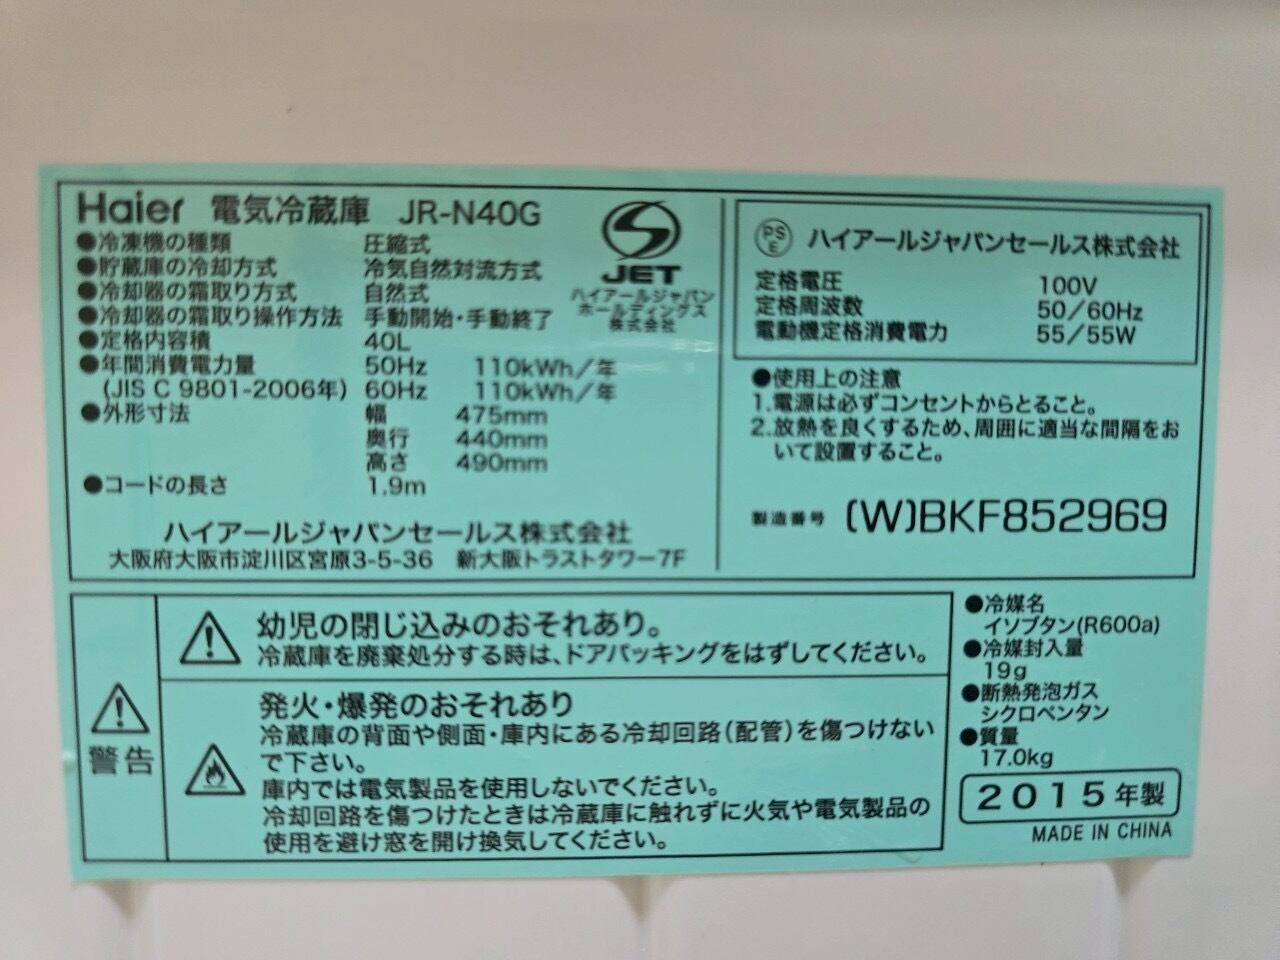 Haier 電気冷蔵庫 JR-N40G
●冷凍機の種類 圧縮式
●貯蔵庫の冷却方式 冷気自然対流方式
●冷却器の霜取り方式 自然式
●冷却器の霜取り操作方法 手動開始・手動終了
●定格内容積 40L
●年間消費電力量 50Hz 110kWh/年
(JIS C 9801-2006年) 60Hz 110kWh/年
●外形寸法 幅 475mm
奥行 440mm
高さ 490mm
●コードの長さ 1.9m
ハイアールジャパンセールス株式会社
大阪府大阪市淀川区宮原3-5-36 新大阪トラストタワー7F
S
JET
ハイアールジャパン
ホールディングス
株式会社
PS
E
ハイアールジャパンセールス株式会社
定格電圧 100V
定格周波数 50/60Hz
電動機定格消費電力 55/55W
●使用上の注意
1.電源は必ずコンセントからとること。
2.放熱を良くするため、周囲に適当な間隔をお
いて設置すること。
製造番号 (W)BKF852969
警告
幼児の閉じ込みのおそれあり。
冷蔵庫を廃棄処分する時は、ドアパッキングをはずしてください。
発火・爆発のおそれあり
冷蔵庫の背面や側面・庫内にある冷却回路(配管)を傷つけない
で下さい。
庫内では電気製品を使用しないでください。
冷却回路を傷つけたときは冷蔵庫に触れずに火気や電気製品の
使用を避け窓を開け換気してください。
●冷媒名
イソブタン(R600a)
●冷媒封入量
19g
●断熱発泡ガス
シクロペンタン
●質量
17.0kg
2015年製
MADE IN CHINA